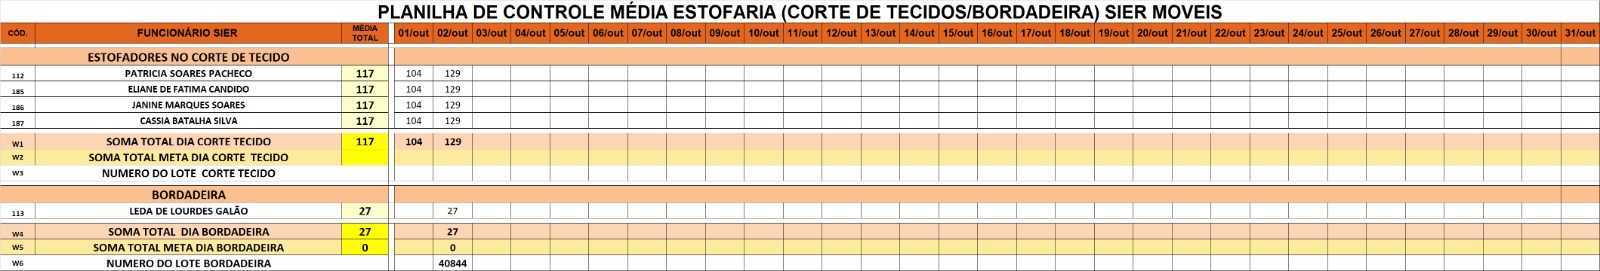 PLANILHA DE CONTROLE MÉDIA ESTOFARIA (CORTE DE TECIDOS/BORDADEIRA) SIER MOVEIS
CÓD. FUNCIONÁRIO SIER MÉDIA TOTAL 01/out 02/out 03/out 04/out 05/out 06/out 07/out 08/out 09/out 10/out 11/out 12/out 13/out 14/out 15/out 16/out 17/out 18/out 19/out 20/out 21/out 22/out 23/out 24/out 25/out 26/out 27/out 28/out 29/out 30/out 31/out
ESTOFADORES NO CORTE DE TECIDO
112 PATRICIA SOARES PACHECO 117 104 129
185 ELIANE DE FATIMA CANDIDO 117 104 129
186 JANINE MARQUES SOARES 117 104 129
187 CASSIA BATALHA SILVA 117 104 129
W1 SOMA TOTAL DIA CORTE TECIDO 117 104 129
W2 SOMA TOTAL META DIA CORTE TECIDO
W3 NUMERO DO LOTE CORTE TECIDO
BORDADEIRA
113 LEDA DE LOURDES GALÃO 27 27
W4 SOMA TOTAL DIA BORDADEIRA 27 27
W5 SOMA TOTAL META DIA BORDADEIRA 0 0
W6 NUMERO DO LOTE BORDADEIRA 40844